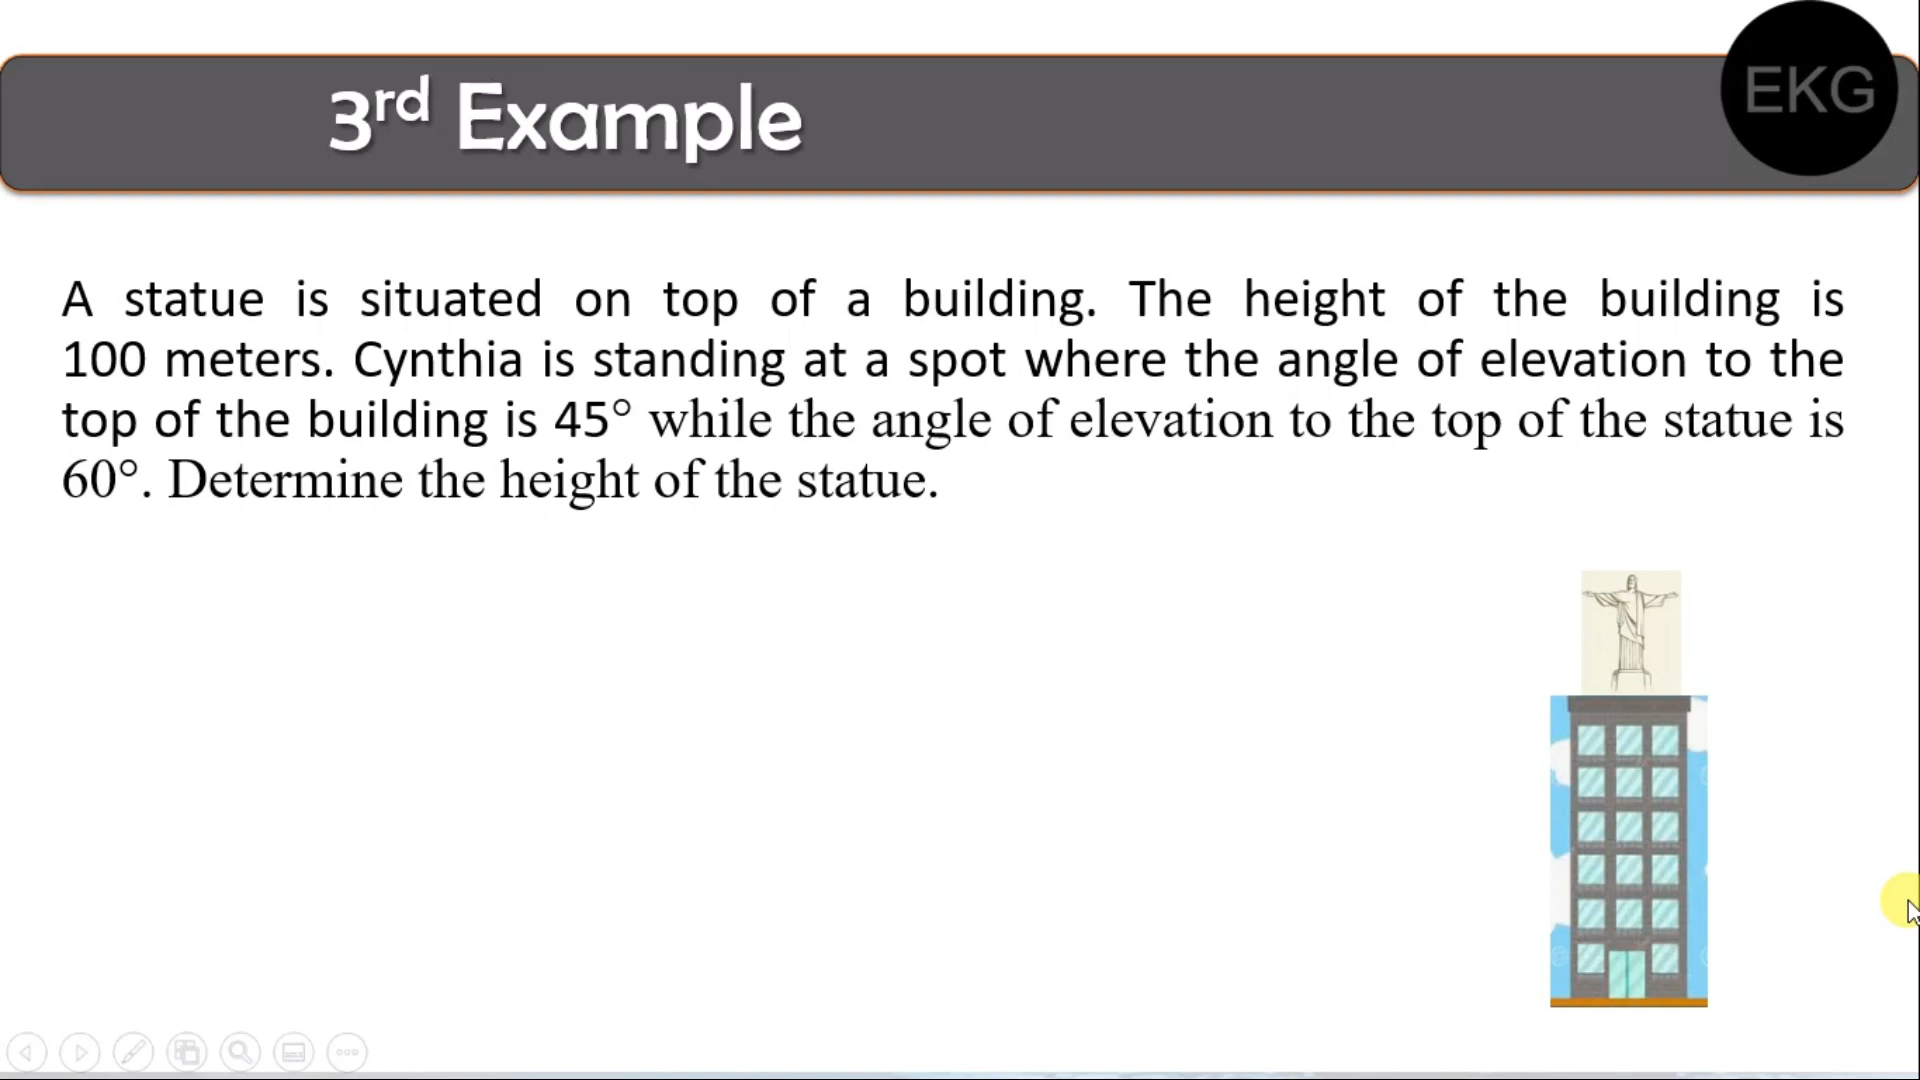 3rd Example
EKG
A statue is situated on top of a building. The height of the building is
100 meters. Cynthia is standing at a spot where the angle of elevation to the
top of the building is 45° while the angle of elevation to the top of the statue is
60°. Determine the height of the statue.